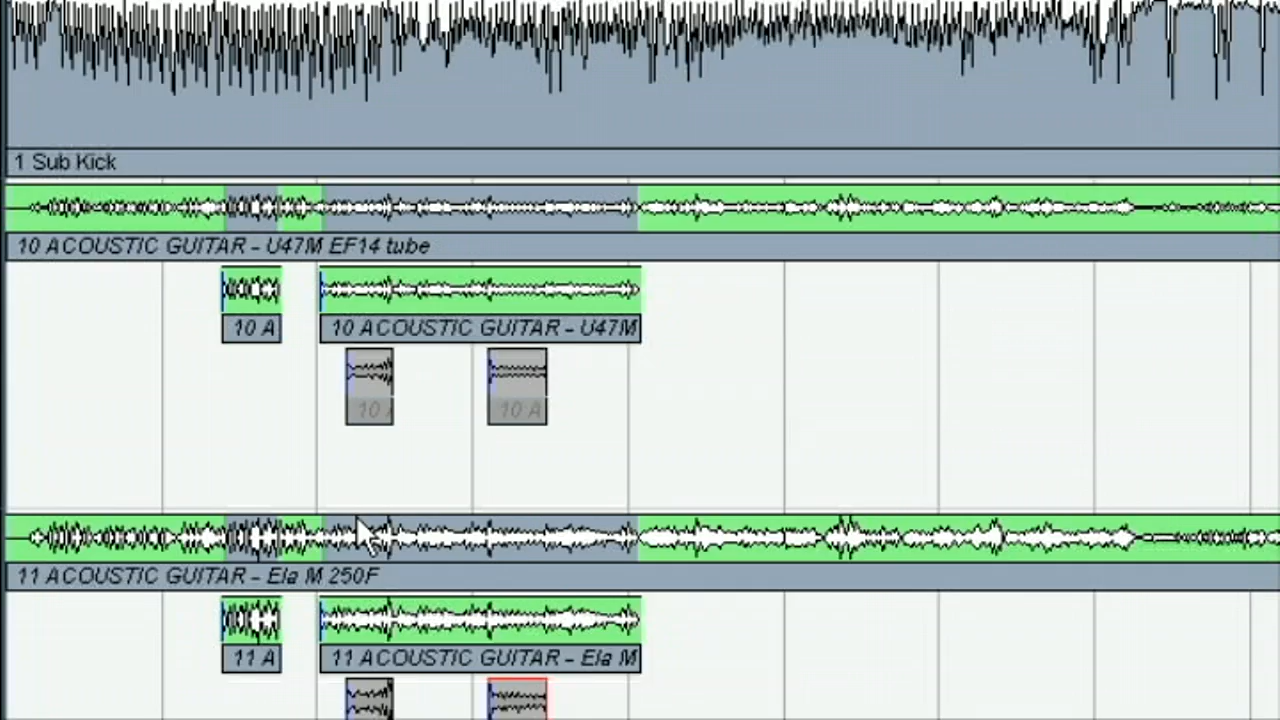 1 Sub Kick
10 ACOUSTIC GUITAR - U47M EF14 tube
10 A
10 ACOUSTIC GUITAR - U47M
10 A
11 ACOUSTIC GUITAR - Ela M 250F
11 A
11 ACOUSTIC GUITAR - Ela M